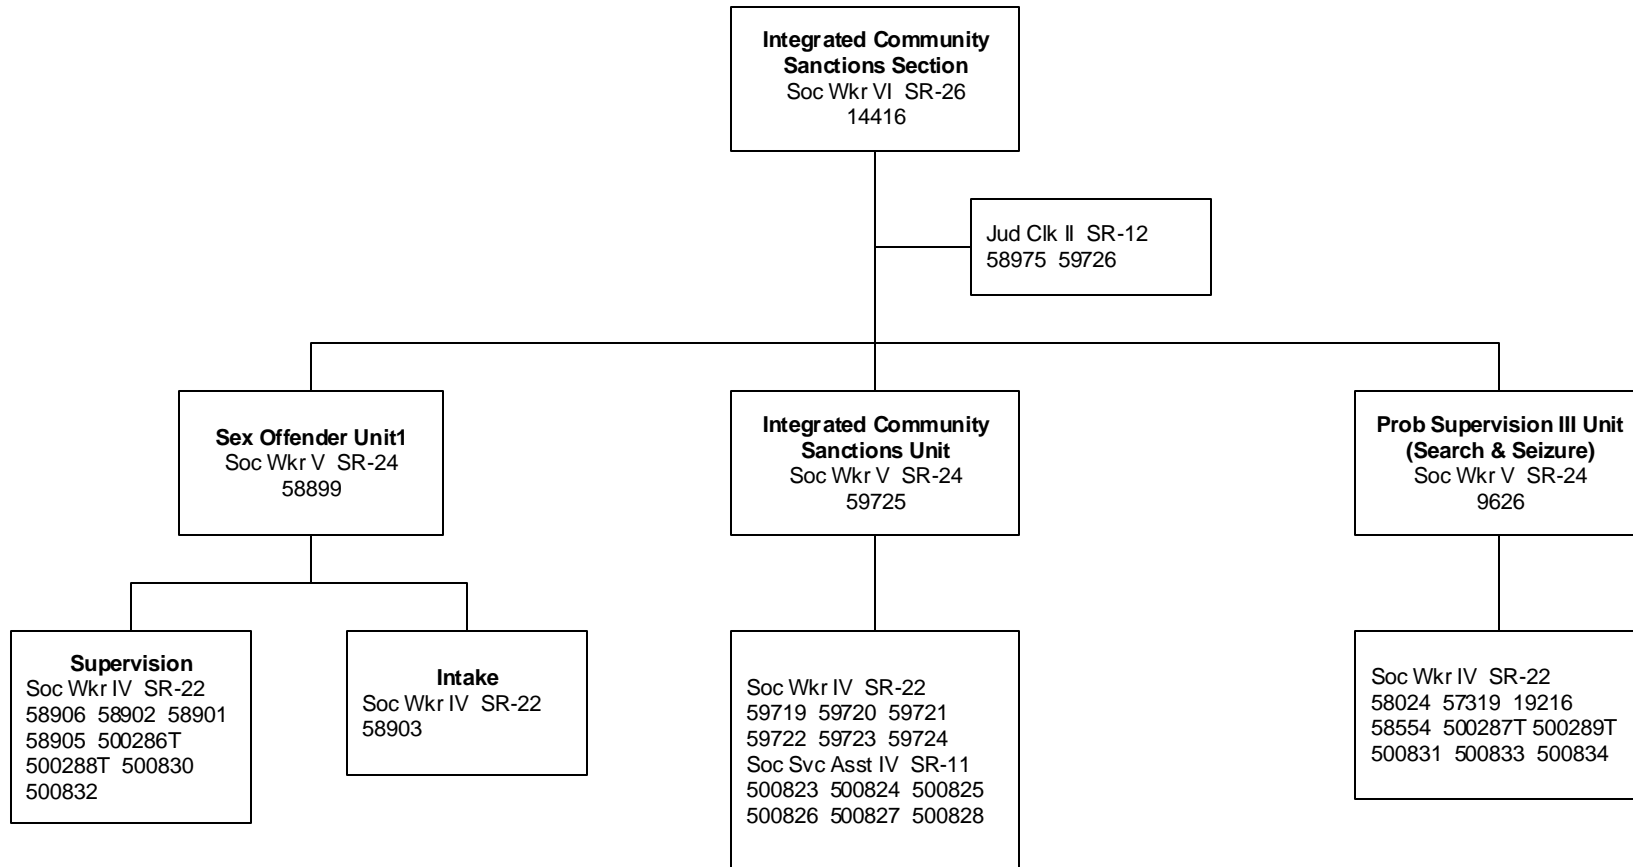 Integrated Community
Sanctions Section
Soc Wkr VI SR-26
14416
Jud Clk II SR-12
58975 59726
Sex Offender Unit1
Soc Wkr V SR-24
58899
Integrated Community
Sanctions Unit
Soc Wkr V SR-24
59725
Prob Supervision III Unit
(Search & Seizure)
Soc Wkr V SR-24
9626
Supervision
Soc Wkr IV SR-22
58906 58902 58901
58905 500286T
500288T 500830
500832
Intake
Soc Wkr IV SR-22
58903
Soc Wkr IV SR-22
59719 59720 59721
59722 59723 59724
Soc Svc Asst IV SR-11
500823 500824 500825
500826 500827 500828
Soc Wkr IV SR-22
58024 57319 19216
58554 500287T 500289T
500831 500833 500834